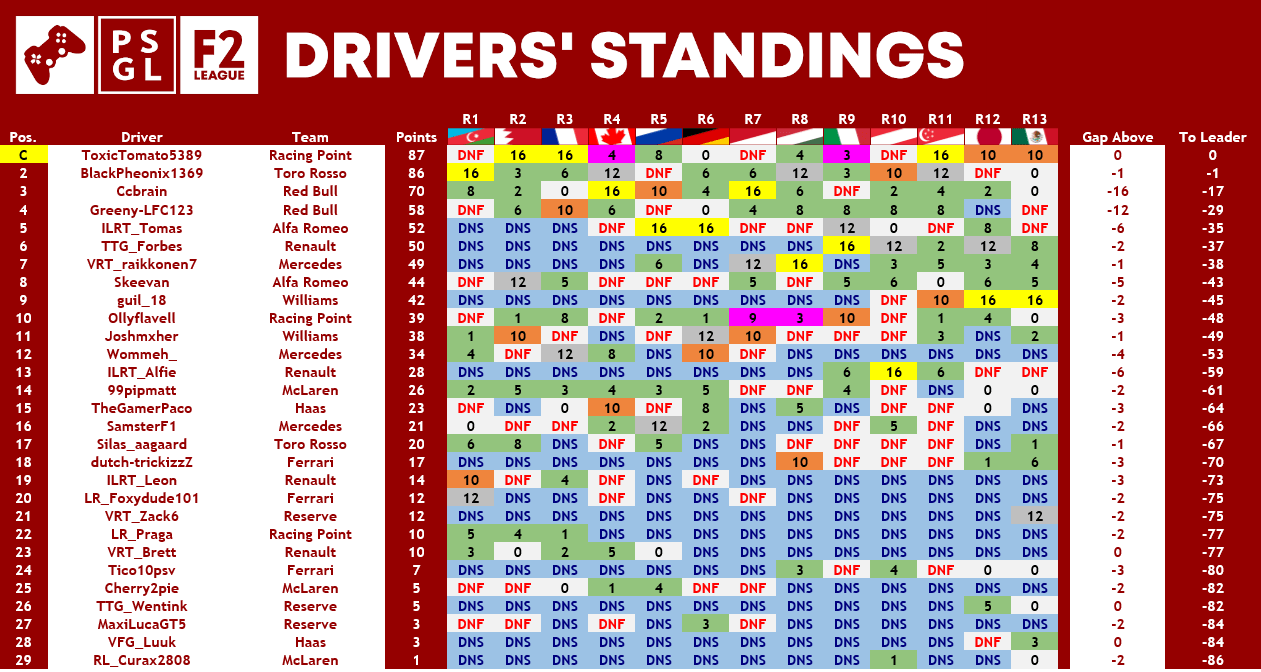 PS
GL
F2
LEAGUE
DRIVERS' STANDINGS
R1 R2 R3 R4 R5 R6 R7 R8 R9 R10 R11 R12 R13
Pos. Driver Team Points Gap Above To Leader
C ToxicTomato5389 Racing Point 87 DNF 16 16 4 8 0 DNF 4 3 DNF 16 10 10 0 0
2 BlackPheonix1369 Toro Rosso 86 16 3 6 12 DNF 6 6 12 3 10 12 DNF 0 -1 -1
3 Ccbrain Red Bull 70 8 2 0 16 10 4 16 6 DNF 2 4 2 0 -16 -17
4 Greeny-LFC123 Red Bull 58 DNF 6 10 6 DNF 0 4 8 8 8 8 DNS DNF -12 -29
5 ILRT_Tomas Alfa Romeo 52 DNS DNS DNS DNF 16 16 DNF DNF 12 0 DNF 8 DNF -6 -35
6 TTG_Forbes Renault 50 DNS DNS DNS DNS DNS DNS DNS DNS 16 12 2 12 8 -2 -37
7 VRT_raikkonen7 Mercedes 49 DNS DNS DNS DNS 6 DNS 12 16 DNS 3 5 3 4 -1 -38
8 Skeevan Alfa Romeo 44 DNF 12 5 DNF DNF DNF 5 DNF 5 6 0 6 5 -5 -43
9 guil_18 Williams 42 DNS DNS DNS DNS DNS DNS DNS DNS DNS DNF 10 16 16 -2 -45
10 Ollyflavell Racing Point 39 DNF 1 8 DNF 2 1 9 3 10 DNF 1 4 0 -3 -48
11 Joshmxher Williams 38 1 10 DNF DNS DNF 12 10 DNF DNF DNF 3 DNS 2 -1 -49
12 Wommeh_ Mercedes 34 4 DNF 12 8 DNS 10 DNF DNS DNS DNS DNS DNS DNS -4 -53
13 ILRT_Alfie Renault 28 DNS DNS DNS DNS DNS DNS DNS DNS 6 16 6 DNF DNF -6 -59
14 99pipmatt McLaren 26 2 5 3 4 3 5 DNF DNF 4 DNF DNS 0 0 -2 -61
15 TheGamerPaco Haas 23 DNF DNS 0 10 DNF 8 DNS 5 DNS DNF DNF 0 DNS -3 -64
16 SamsterF1 Mercedes 21 0 DNF DNF 2 12 2 DNS DNS DNF 5 DNF DNS DNS -2 -66
17 Silas_aagaard Toro Rosso 20 6 8 DNS DNF 5 DNS DNS DNF DNF DNF DNF DNS 1 -1 -67
18 dutch-trickizzZ Ferrari 17 DNS DNS DNS DNS DNS DNS DNS 10 DNF DNF DNF 1 6 -3 -70
19 ILRT_Leon Renault 14 10 DNF 4 DNF DNS DNF DNS DNS DNS DNS DNS DNS DNS -3 -73
20 LR_Foxydude101 Ferrari 12 12 DNS DNS DNF DNS DNS DNF DNS DNS DNS DNS DNS DNS -2 -75
21 VRT_Zack6 Reserve 12 DNS DNS DNS DNS DNS DNS DNS DNS DNS DNS DNS DNS 12 -2 -75
22 LR_Praga Racing Point 10 5 4 1 DNS DNS DNS DNS DNS DNS DNS DNS DNS DNS -2 -77
23 VRT_Brett Renault 10 3 0 2 5 0 DNS DNS DNS DNS DNS DNS DNS DNS 0 -77
24 Tico10psv Ferrari 7 DNS DNS DNS DNS DNS DNS DNS 3 DNF 4 DNF 0 0 -3 -80
25 Cherry2pie McLaren 5 DNF DNF 0 1 4 DNF DNF DNS DNS DNS DNS DNS DNS -2 -82
26 TTG_Wentink Reserve 5 DNS DNS DNS DNS DNS DNS DNS DNS DNS DNS DNS 5 0 0 -82
27 MaxiLucaGT5 Reserve 3 DNF DNF DNS DNF DNS 3 DNF DNS DNS DNS DNS DNS DNS -2 -84
28 VFG_Luuk Haas 3 DNS DNS DNS DNS DNS DNS DNS DNS DNS DNS DNS DNF 3 0 -84
29 RL_Curax2808 McLaren 1 DNS DNS DNS DNS DNS DNS DNS DNS DNS 1 DNS DNS 0 -2 -86